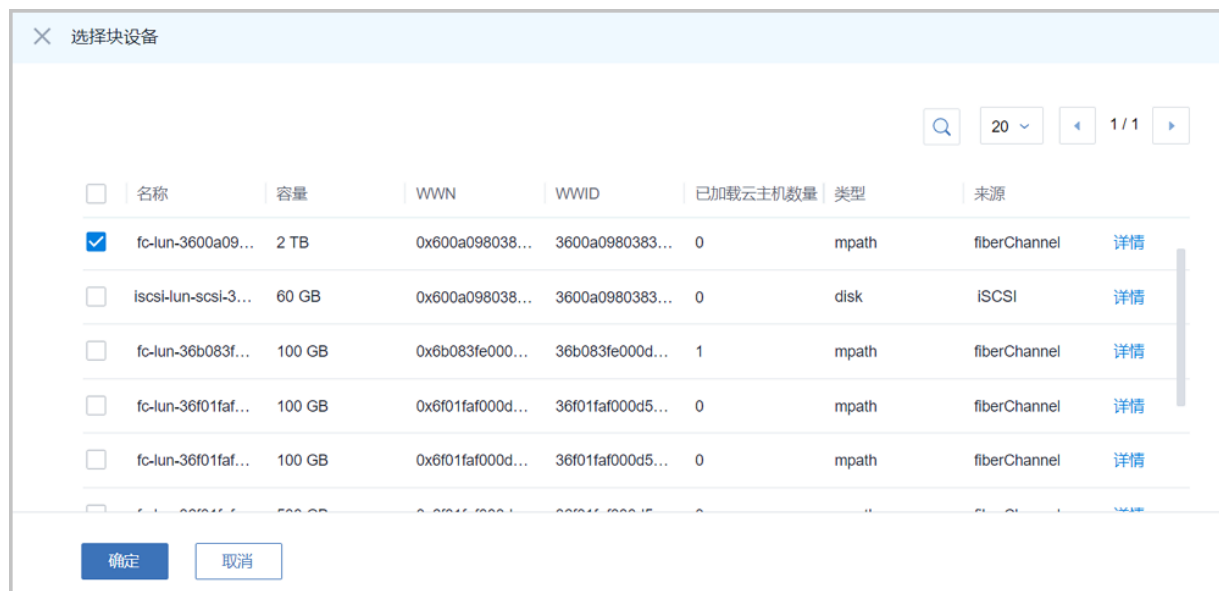 选择块设备
20 1 / 1
名称 容量 WWN WWID 已加载云主机数量 类型 来源
fc-lun-3600a09... 2 TB 0x600a098038... 3600a0980383... 0 mpath fiberChannel 详情
iscsi-lun-scsi-3... 60 GB 0x600a098038... 3600a0980383... 0 disk iSCSI 详情
fc-lun-36b083f... 100 GB 0x6b083fe000... 36b083fe000d... 1 mpath fiberChannel 详情
fc-lun-36f01faf... 100 GB 0x6f01faf000d... 36f01faf000d5... 0 mpath fiberChannel 详情
fc-lun-36f01faf... 100 GB 0x6f01faf000d... 36f01faf000d5... 0 mpath fiberChannel 详情
确定 取消